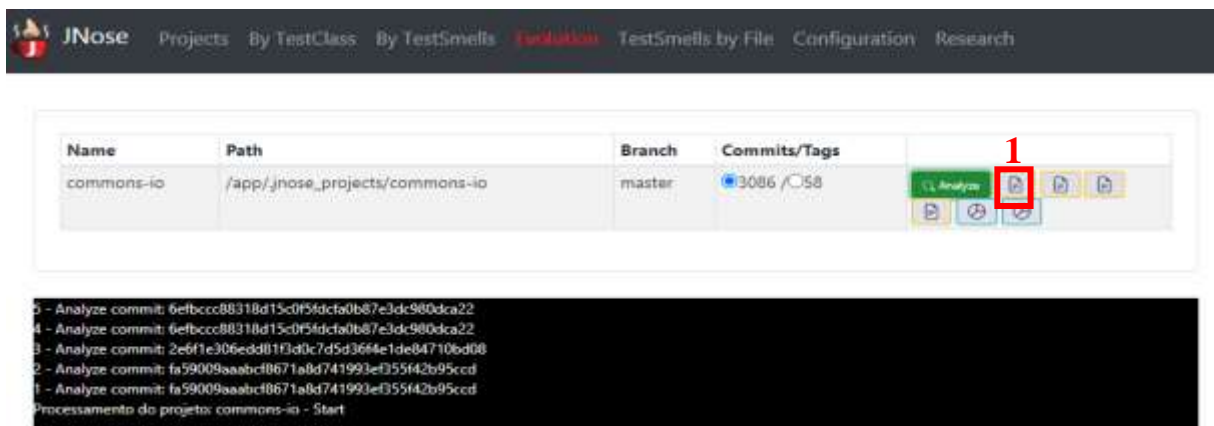 JNose Projects By TestClass By TestSmells Evolution TestSmells by File Configuration Research
Name Path Branch Commits/Tags
1
commons-io /app/.jnose_projects/commons-io master 3086 / 58 Analyze
5 - Analyze commit: 6efbccc88318d15c0f5fdcfa0b87e3dc980dca22
4 - Analyze commit: 6efbccc88318d15c0f5fdcfa0b87e3dc980dca22
3 - Analyze commit: 2e6f1e306edd81f3d0c7d5d36f4e1de84710bd08
2 - Analyze commit: fa59009aaabcf8671a8d741993ef355f42b95ccd
1 - Analyze commit: fa59009aaabcf8671a8d741993ef355f42b95ccd
Processamento do projeto: commons-io - Start